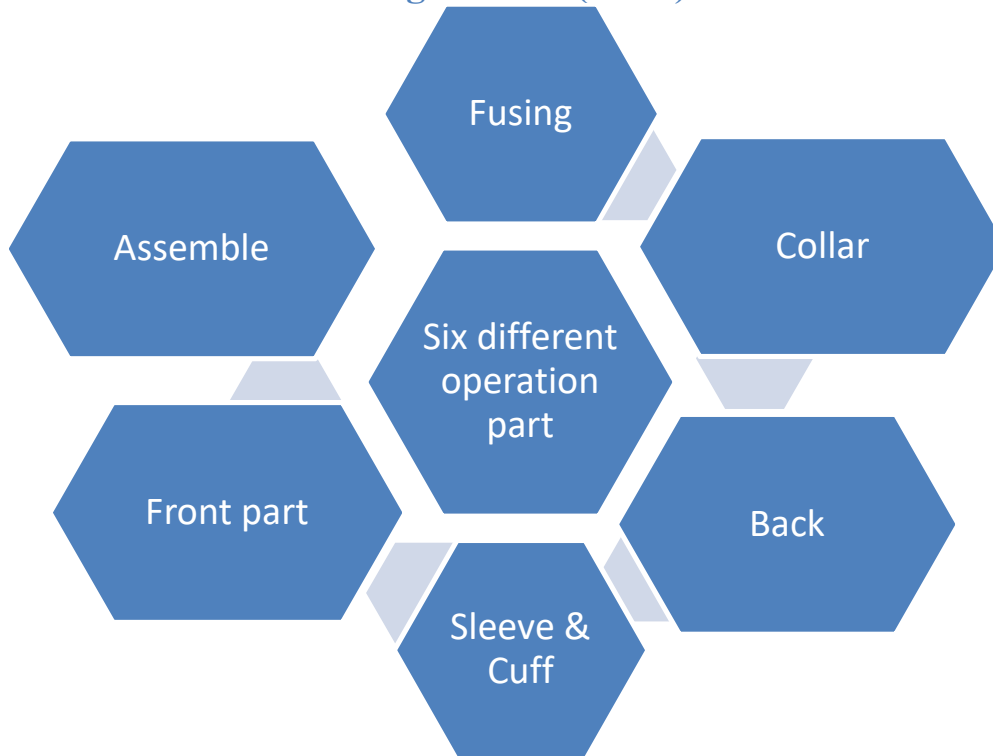 Fusing
Collar
Assemble
Six different
operation
part
Back
Front part
Sleeve &
Cuff